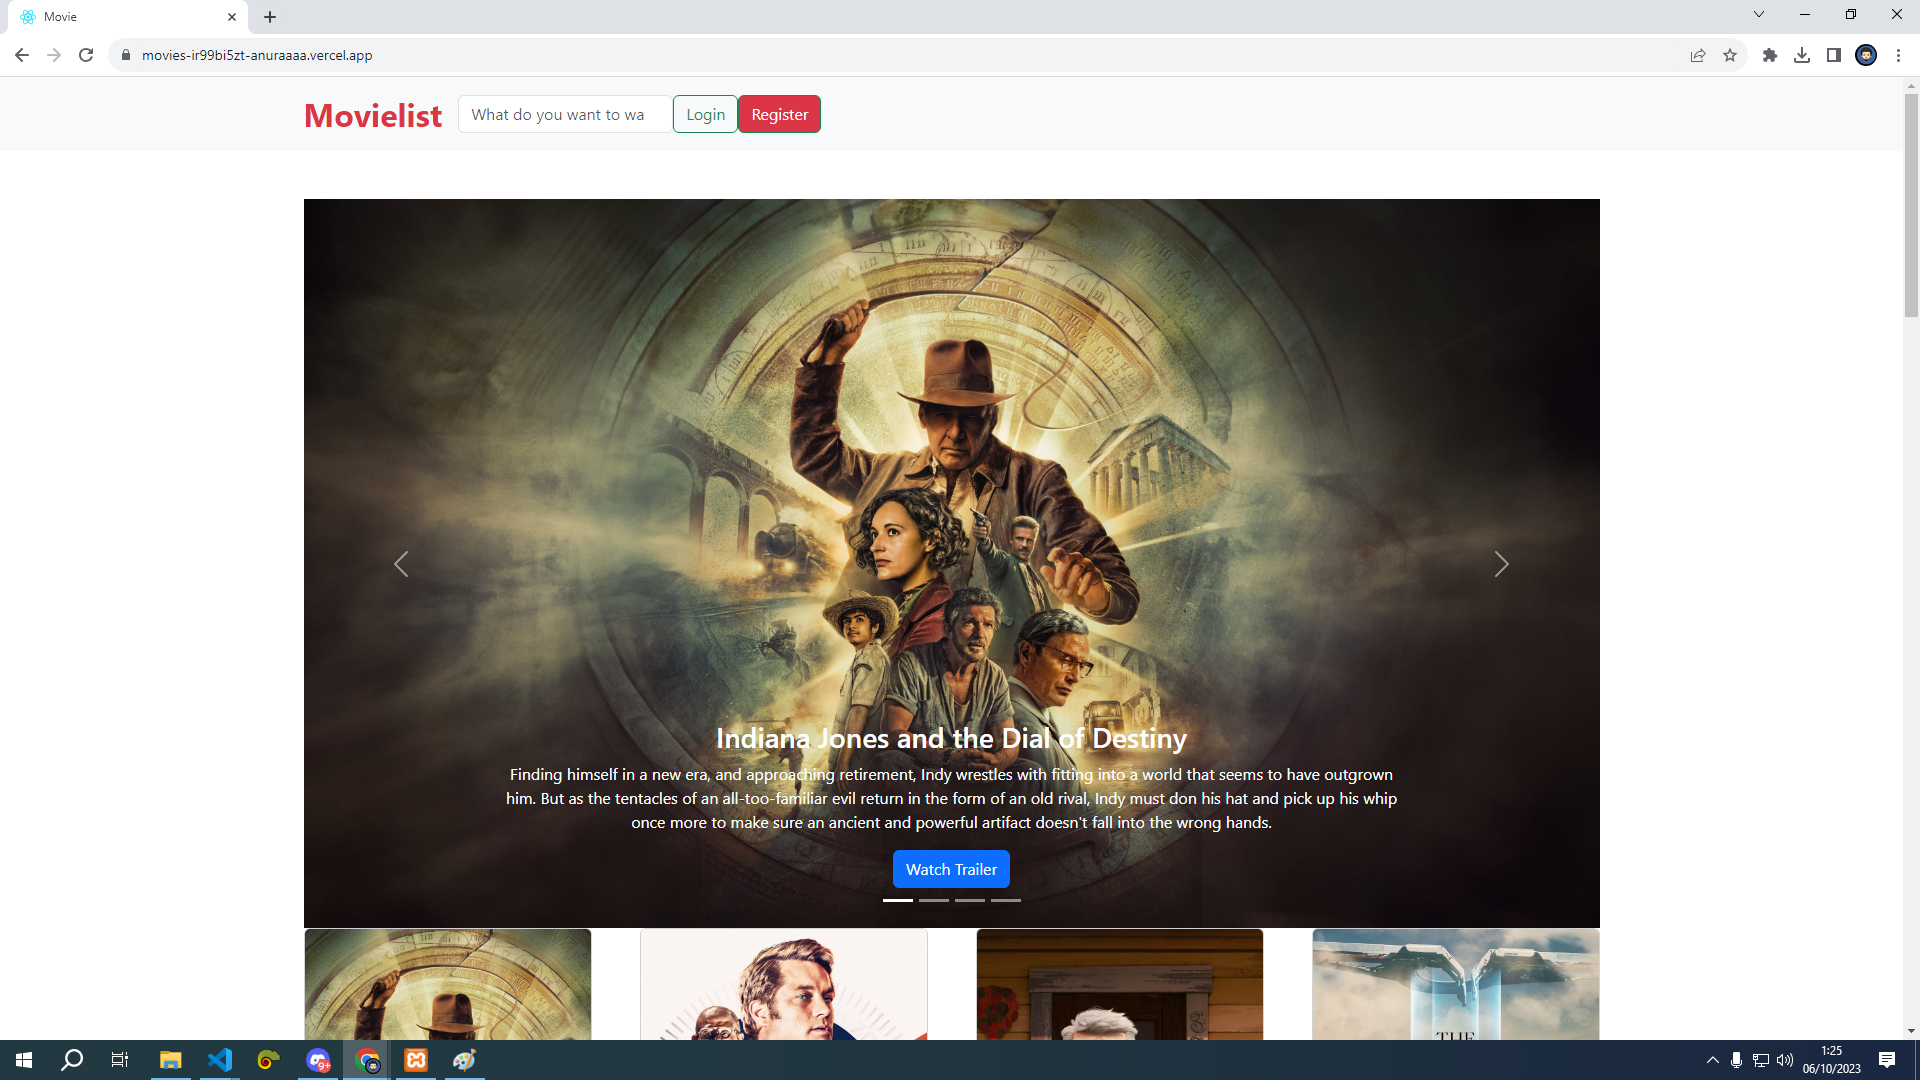 Movie
movies-ir99bi5zt-anuraaaa.vercel.app
Movielist
What do you want to wa
Login
Register
Indiana Jones and the Dial of Destiny
Finding himself in a new era, and approaching retirement, Indy wrestles with fitting into a world that seems to have outgrown
him. But as the tentacles of an all-too-familiar evil return in the form of an old rival, Indy must don his hat and pick up his whip
once more to make sure an ancient and powerful artifact doesn't fall into the wrong hands.
Watch Trailer
THE
9+
1:25
06/10/2023